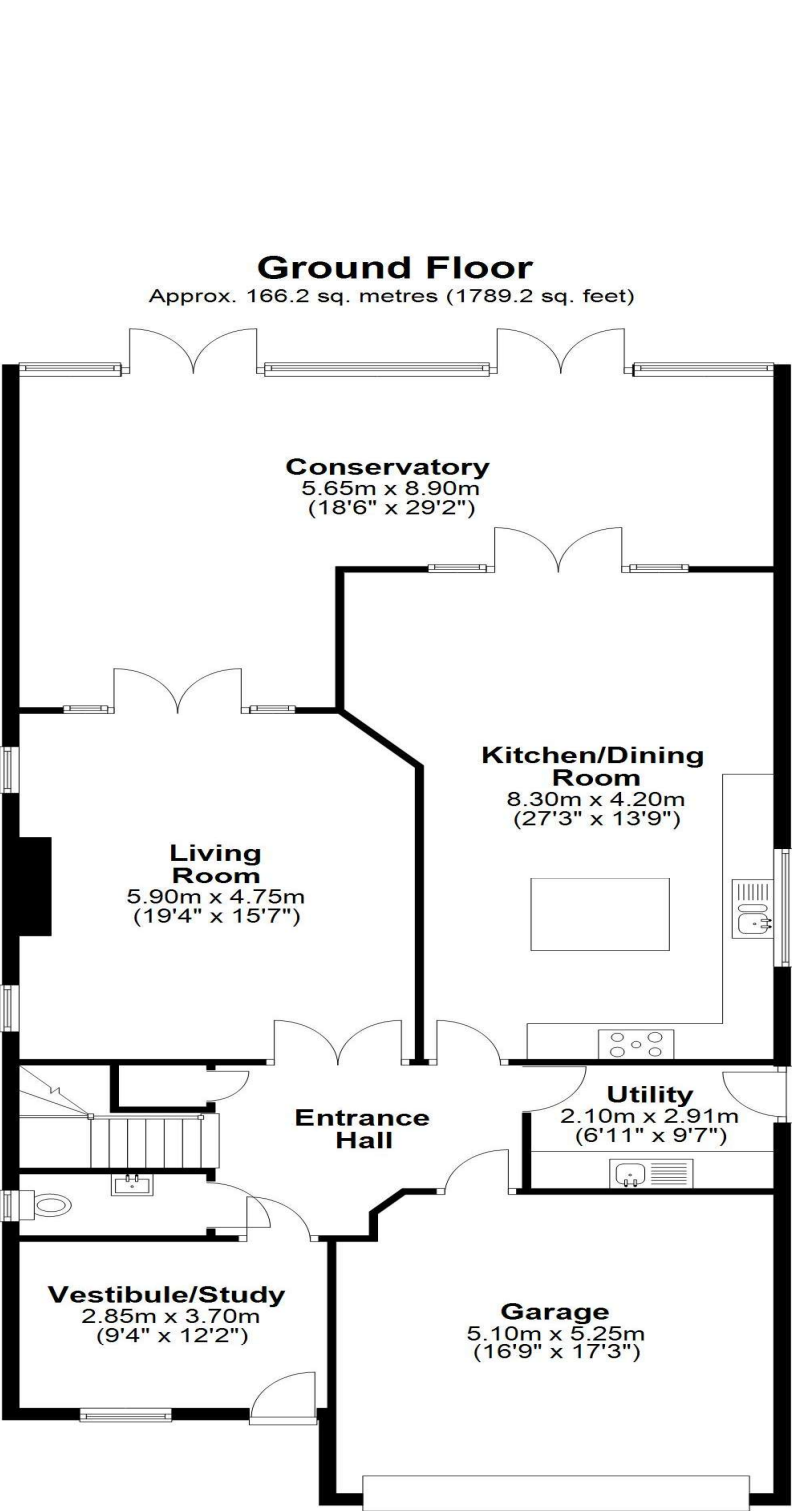 Ground Floor
Approx. 166.2 sq. metres (1789.2 sq. feet)
Conservatory
5.65m x 8.90m
(18'6" x 29'2")
Kitchen/Dining
Room
8.30m x 4.20m
(27'3" x 13'9")
Living
Room
5.90m x 4.75m
(19'4" x 15'7")
Utility
2.10m x 2.91m
(6'11" x 9'7")
Entrance
Hall
Vestibule/Study
2.85m x 3.70m
(9'4" x 12'2")
Garage
5.10m x 5.25m
(16'9" x 17'3")